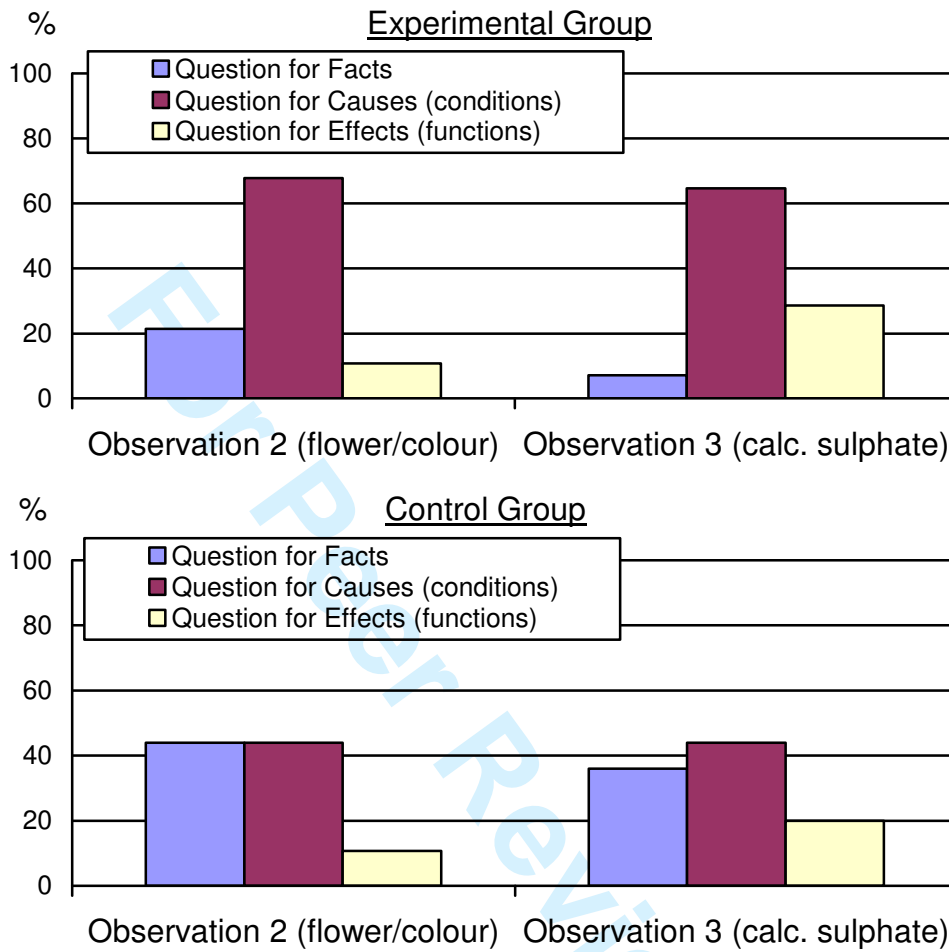 % Experimental Group
Question for Facts
Question for Causes (conditions)
Question for Effects (functions)
100
80
60
40
20
0
Observation 2 (flower/colour) Observation 3 (calc. sulphate)
% Control Group
Question for Facts
Question for Causes (conditions)
Question for Effects (functions)
100
80
60
40
20
0
Observation 2 (flower/colour) Observation 3 (calc. sulphate)
For Peer Revi